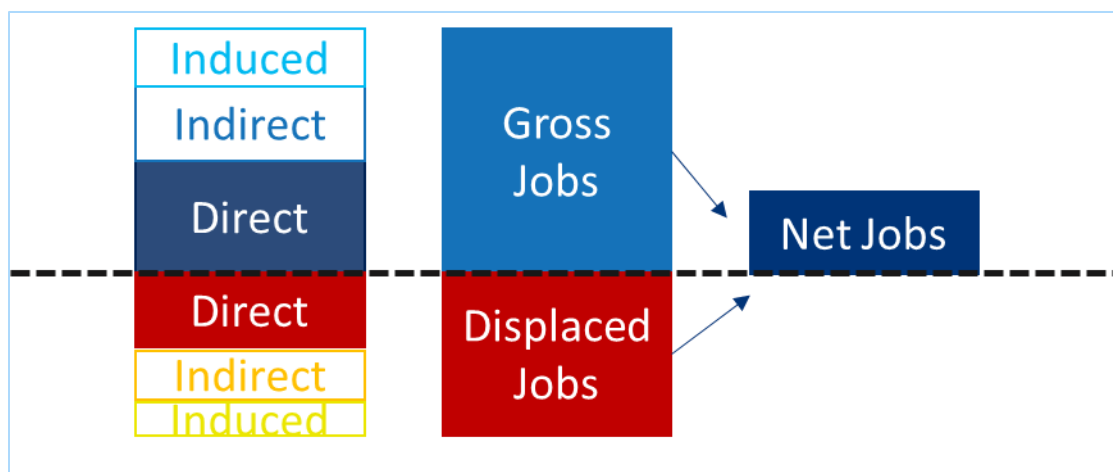 Induced
Indirect
Direct
Direct
Indirect
Induced
Gross
Jobs
Displaced
Jobs
Net Jobs